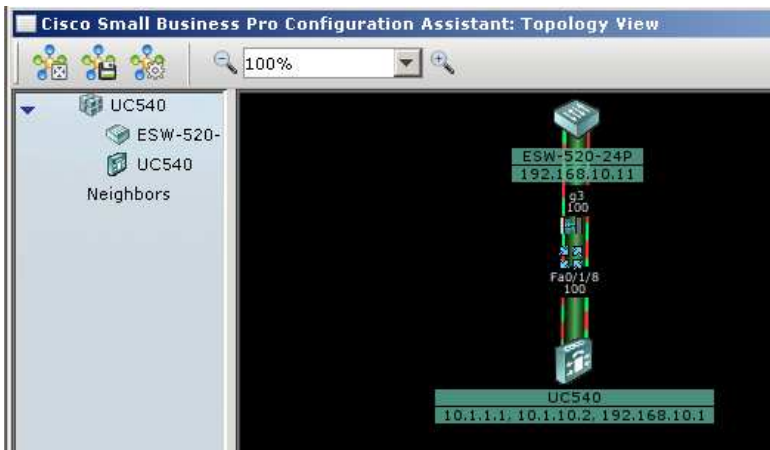 Cisco Small Business Pro Configuration Assistant: Topology View
100%
UC540
ESW-520-
UC540
Neighbors
ESW-520-24P
192.168.10.11
g3
100
Fa0/1/8
100
UC540
10.1.1.1, 10.1.10.2, 192.168.10.1